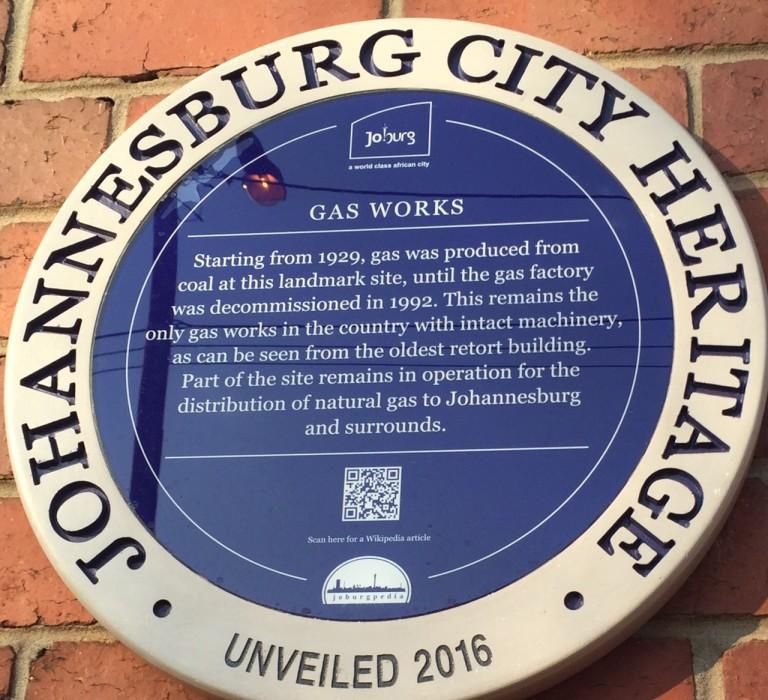 JOHANNESBURG CITY HERITAGE
Joburg
a world class african city
GAS WORKS
Starting from 1929, gas was produced from
coal at this landmark site, until the gas factory
was decommissioned in 1992. This remains the
only gas works in the country with intact machinery,
as can be seen from the oldest retort building.
Part of the site remains in operation for the
distribution of natural gas to Johannesburg
and surrounds.
Scan here for a Wikipedia article
joburgpedia
UNVEILED 2016